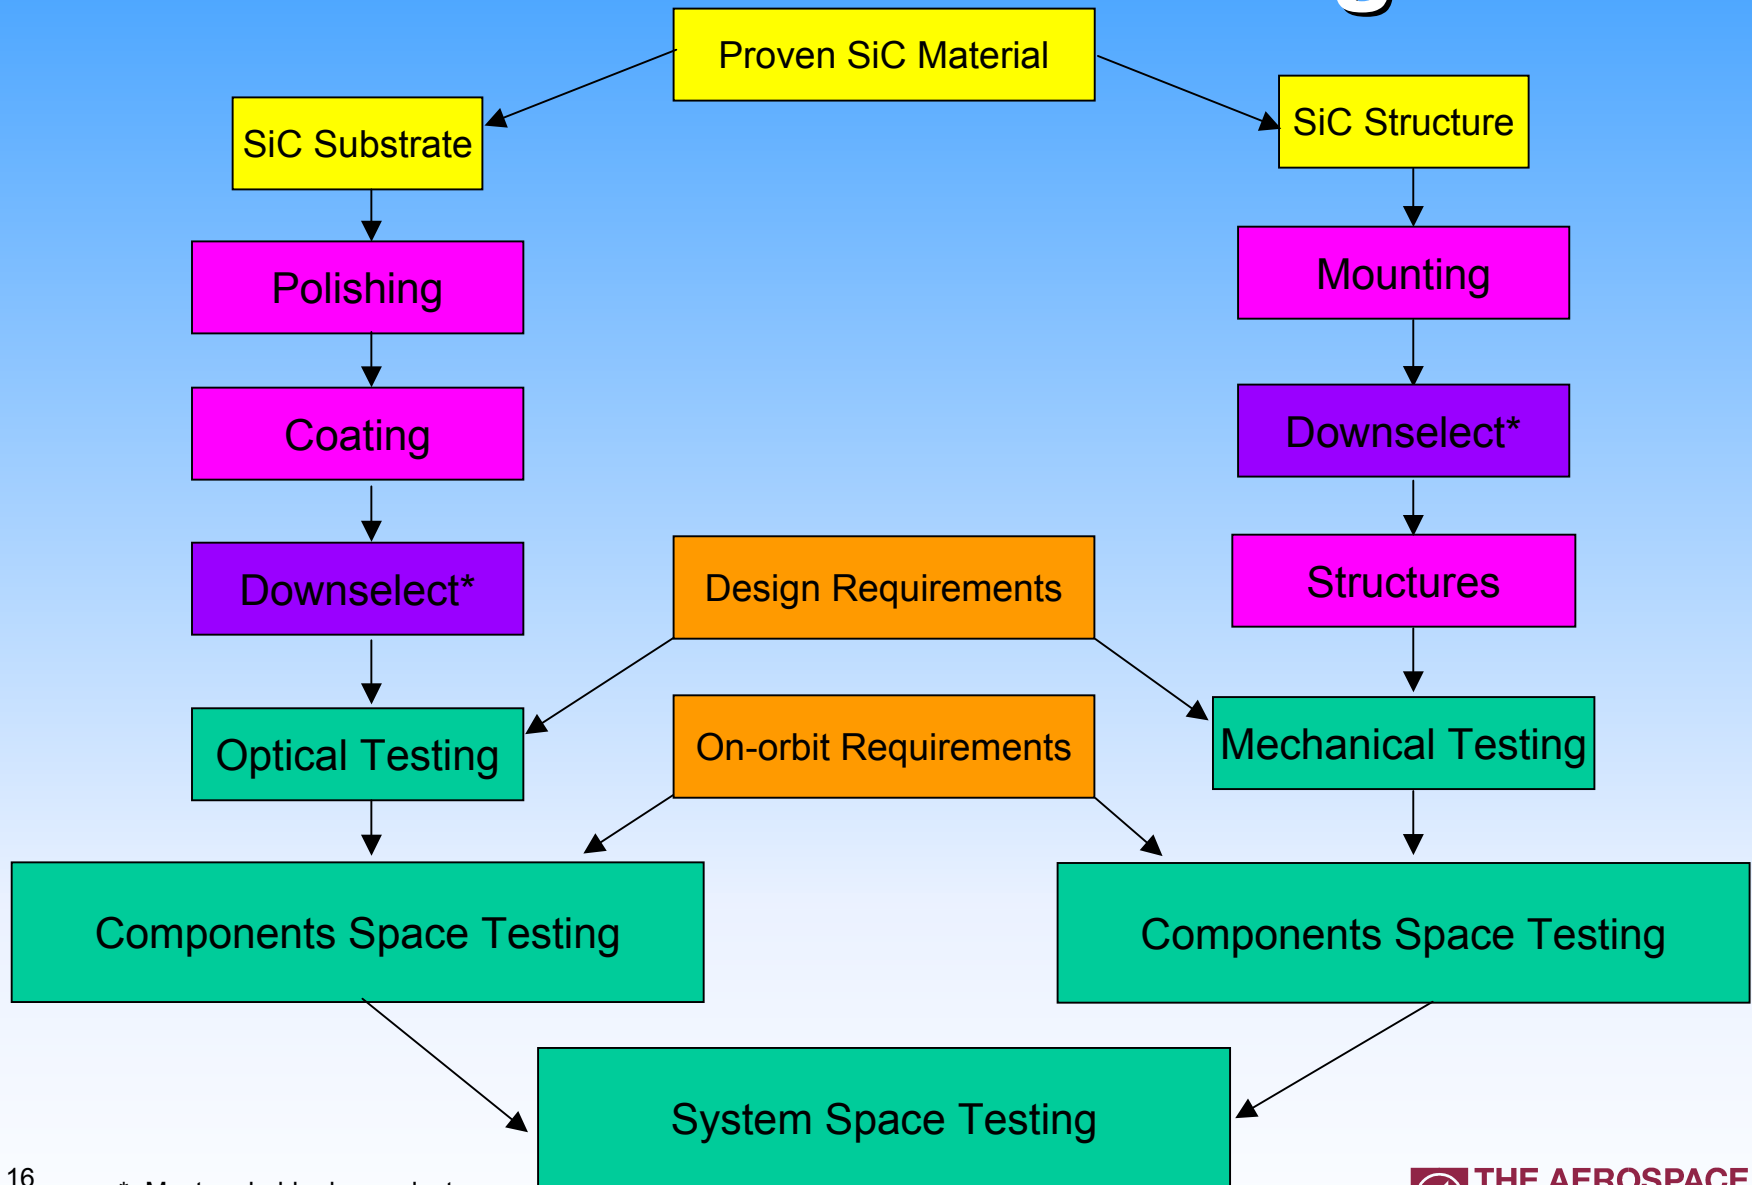 Proven SiC Material
SiC Substrate
SiC Structure
Polishing
Mounting
Coating
Downselect*
Downselect*
Design Requirements
Structures
Optical Testing
On-orbit Requirements
Mechanical Testing
Components Space Testing
Components Space Testing
System Space Testing
16
THE AEROSPACE